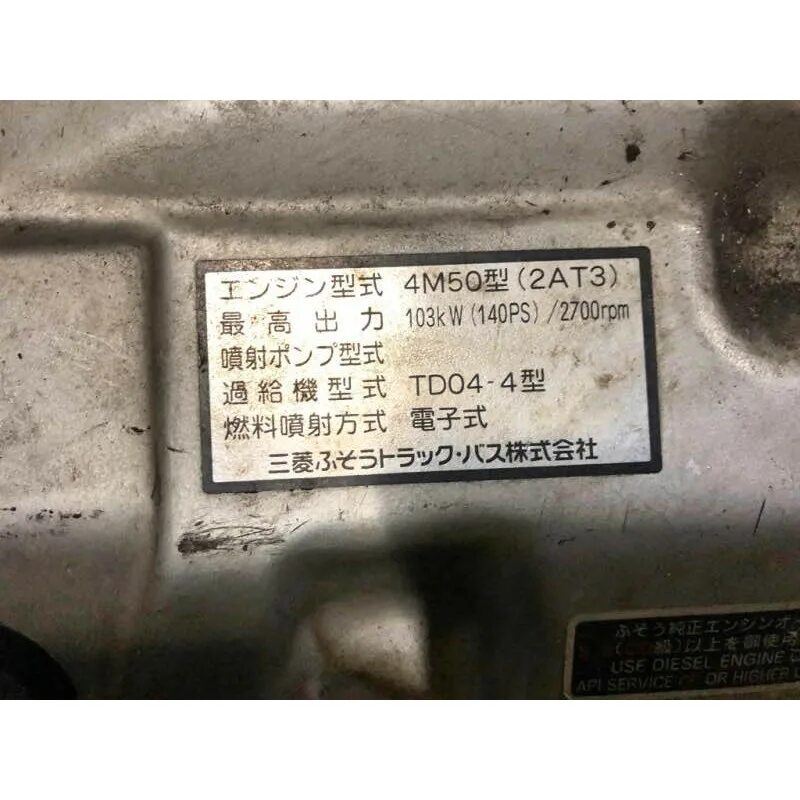 エンジン型式 4M50型(2AT3)
最高出力 103kW(140PS)/2700rpm
噴射ポンプ型式
過給機型式 TD04-4型
燃料噴射方式 電子式
三菱ふそうトラック・バス株式会社
ふそう純正エンジンオ
級)以上を御使用
USE DIESEL ENGINE
API SERVICE OR HIGHER